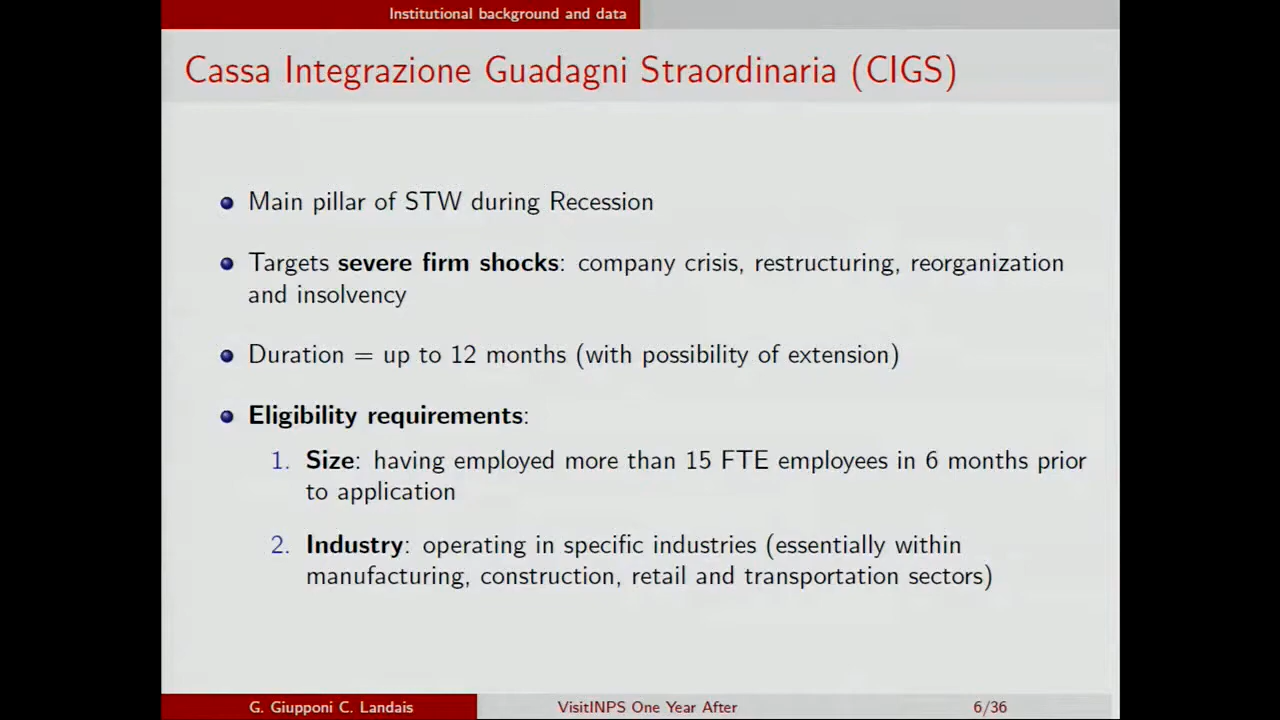 Institutional background and data
Cassa Integrazione Guadagni Straordinaria (CIGS)
Main pillar of STW during Recession
Targets severe firm shocks: company crisis, restructuring, reorganization
and insolvency
Duration = up to 12 months (with possibility of extension)
Eligibility requirements:
1. Size: having employed more than 15 FTE employees in 6 months prior
to application
2. Industry: operating in specific industries (essentially within
manufacturing, construction, retail and transportation sectors)
G. Giupponi C. Landais VisitINPS One Year After 6/36